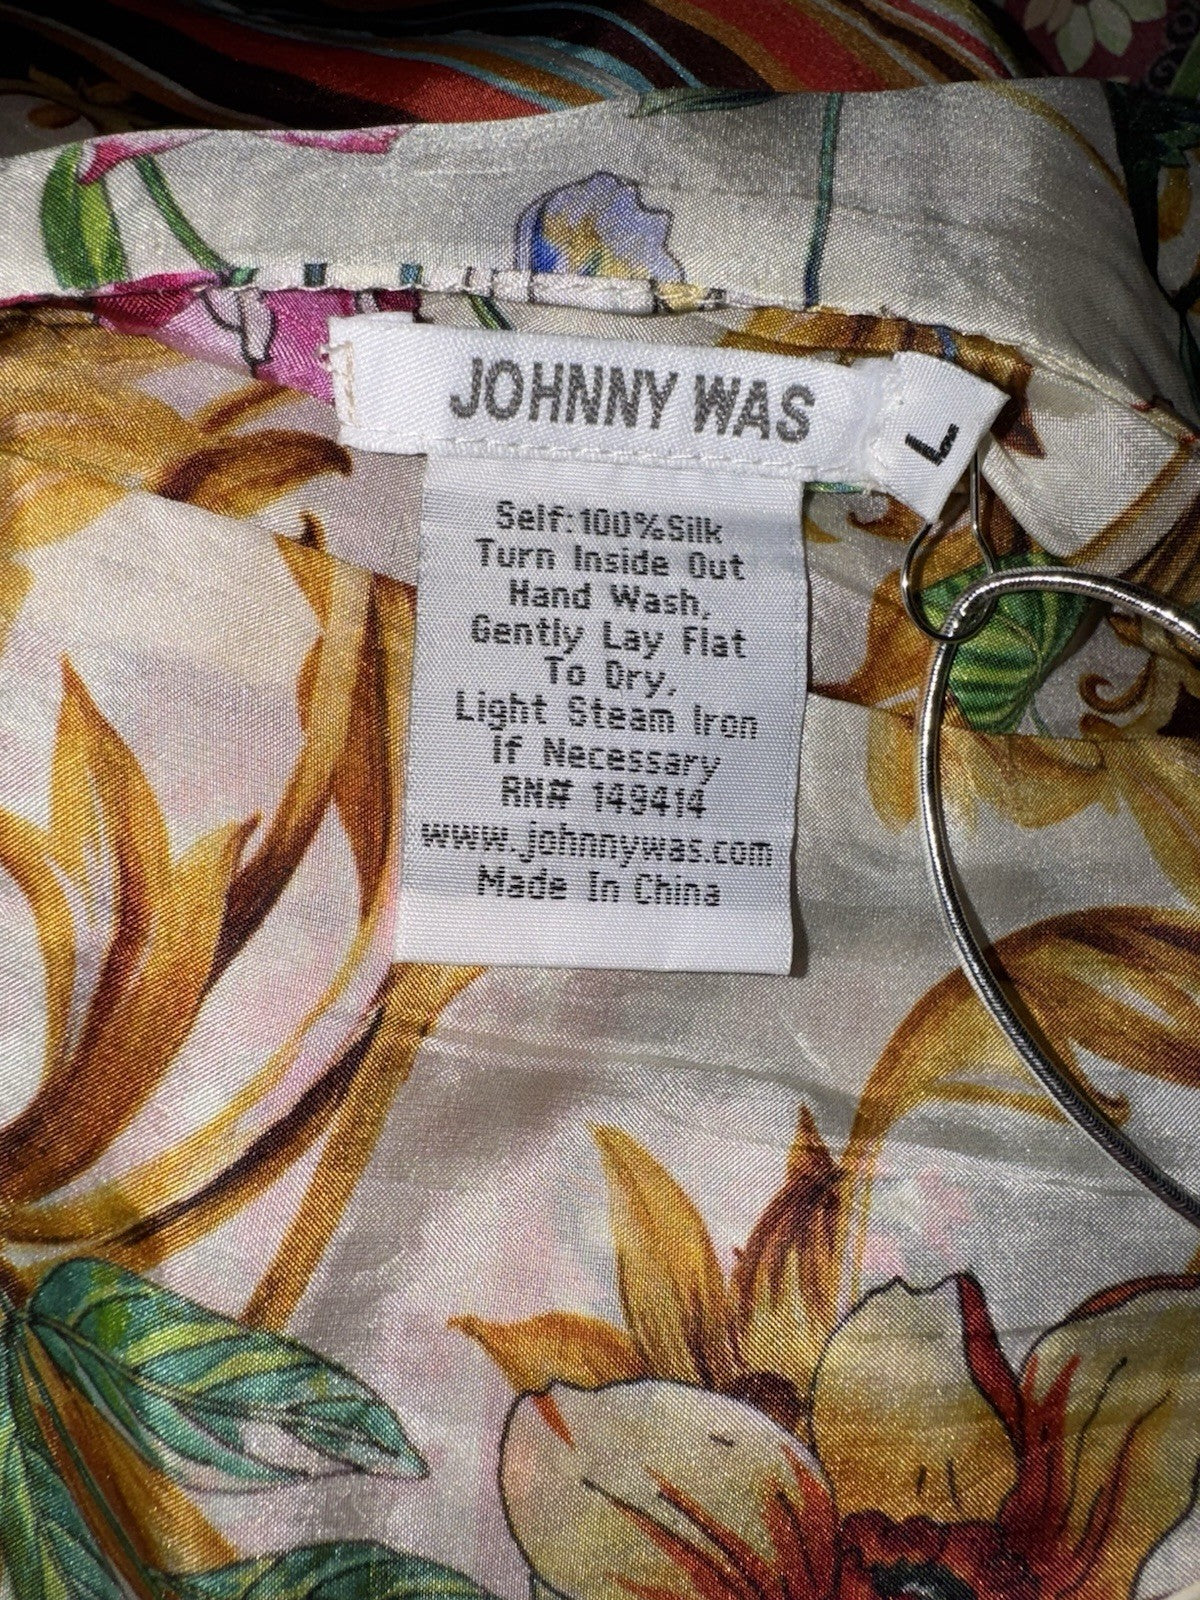 JOHNNY WAS
L
Self:100%Silk
Turn Inside Out
Hand Wash,
Gently Lay Flat
To Dry,
Light Steam Iron
If Necessary
RN# 149414
www.johnnywas.com
Made In China